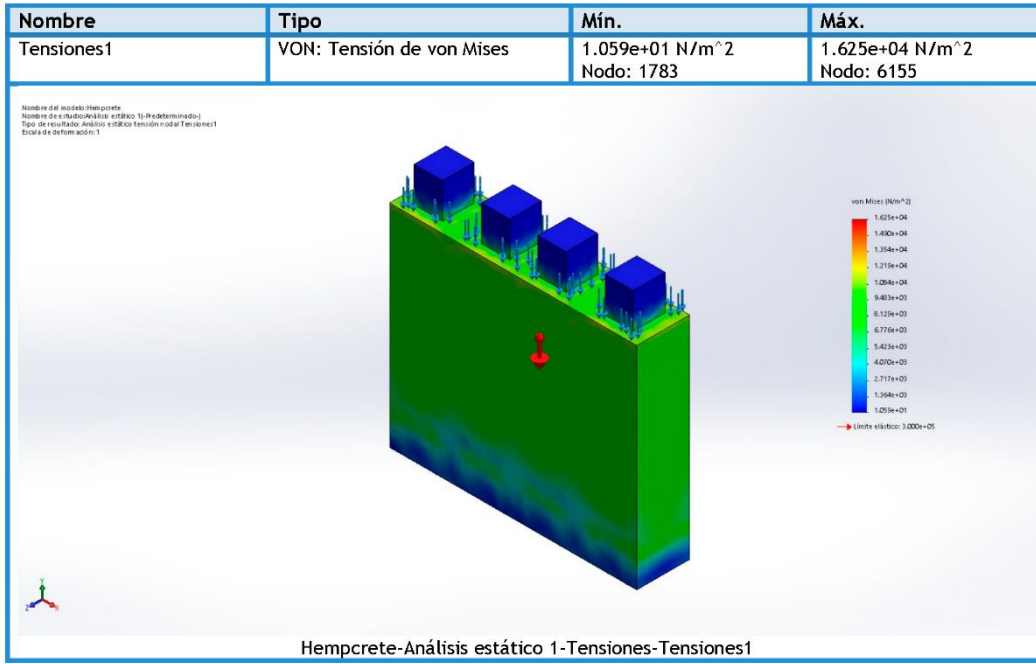 Nombre Tipo Mín. Máx.
Tensiones1 VON: Tensión de von Mises 1.059e+01 N/m^2 1.625e+04 N/m^2
Nodo: 1783 Nodo: 6155
Nombre del modelo:Hempcrete
Nombre de estudio:Análisis estático 1(-Predeterminado-)
Tipo de resultado: Análisis estático tensión nodal Tensiones1
Escala de deformación: 1
von Mises (N/m^2)
1.625e+04
1.490e+04
1.354e+04
1.219e+04
1.084e+04
9.483e+03
8.129e+03
6.776e+03
5.423e+03
4.070e+03
2.717e+03
1.364e+03
1.059e+01
Límite elástico: 3.000e+05
Y
Z X
Hempcrete-Análisis estático 1-Tensiones-Tensiones1